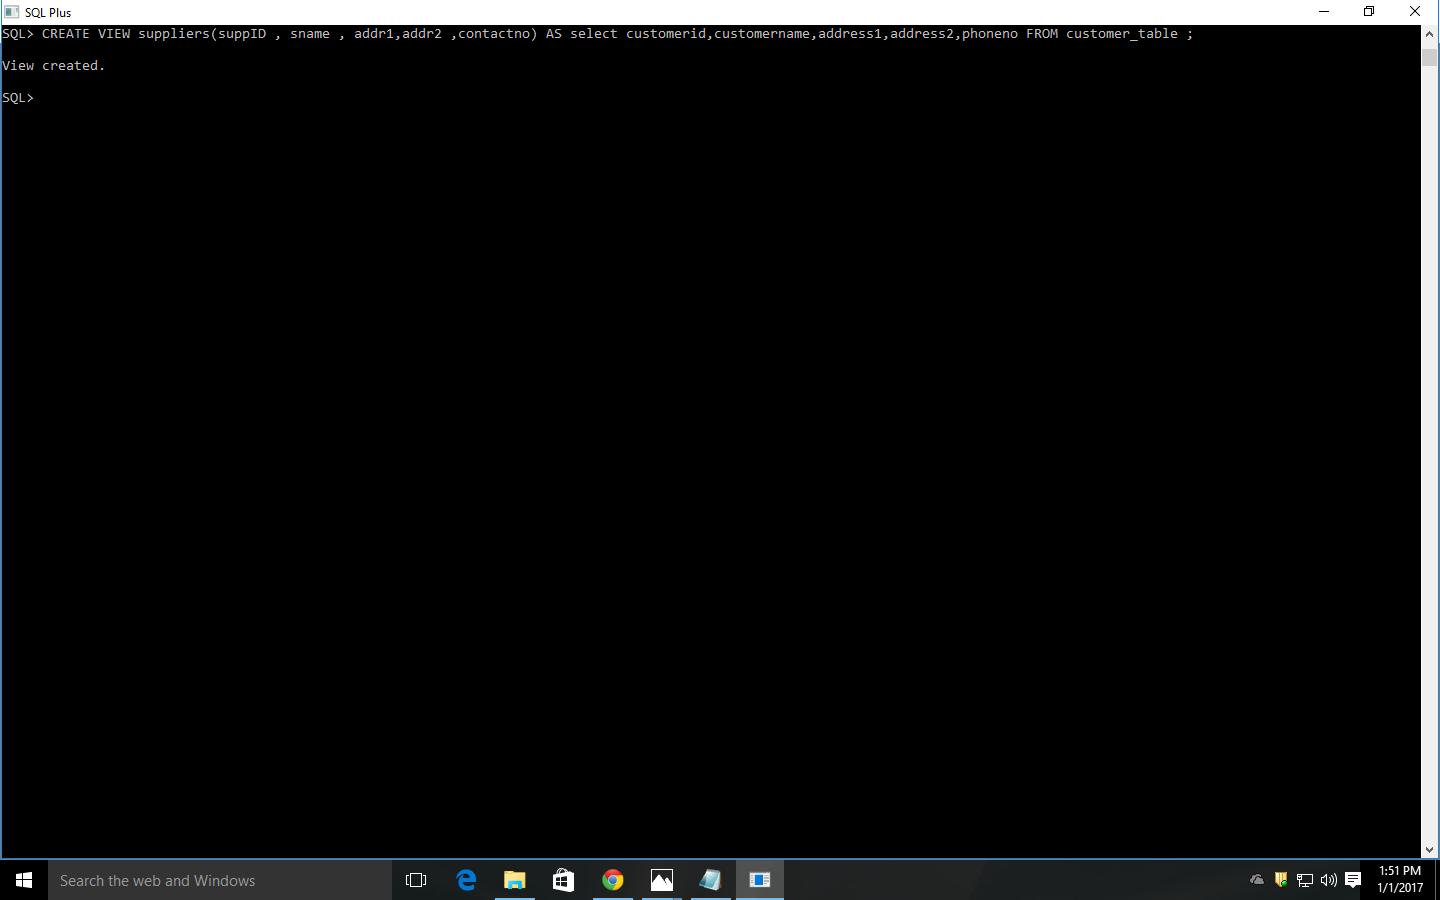 SQL Plus
SQL> CREATE VIEW suppliers(suppID , sname , addr1,addr2 ,contactno) AS select customerid,customername,address1,address2,phoneno FROM customer_table ;
View created.
SQL>
Search the web and Windows
1:51 PM
1/1/2017